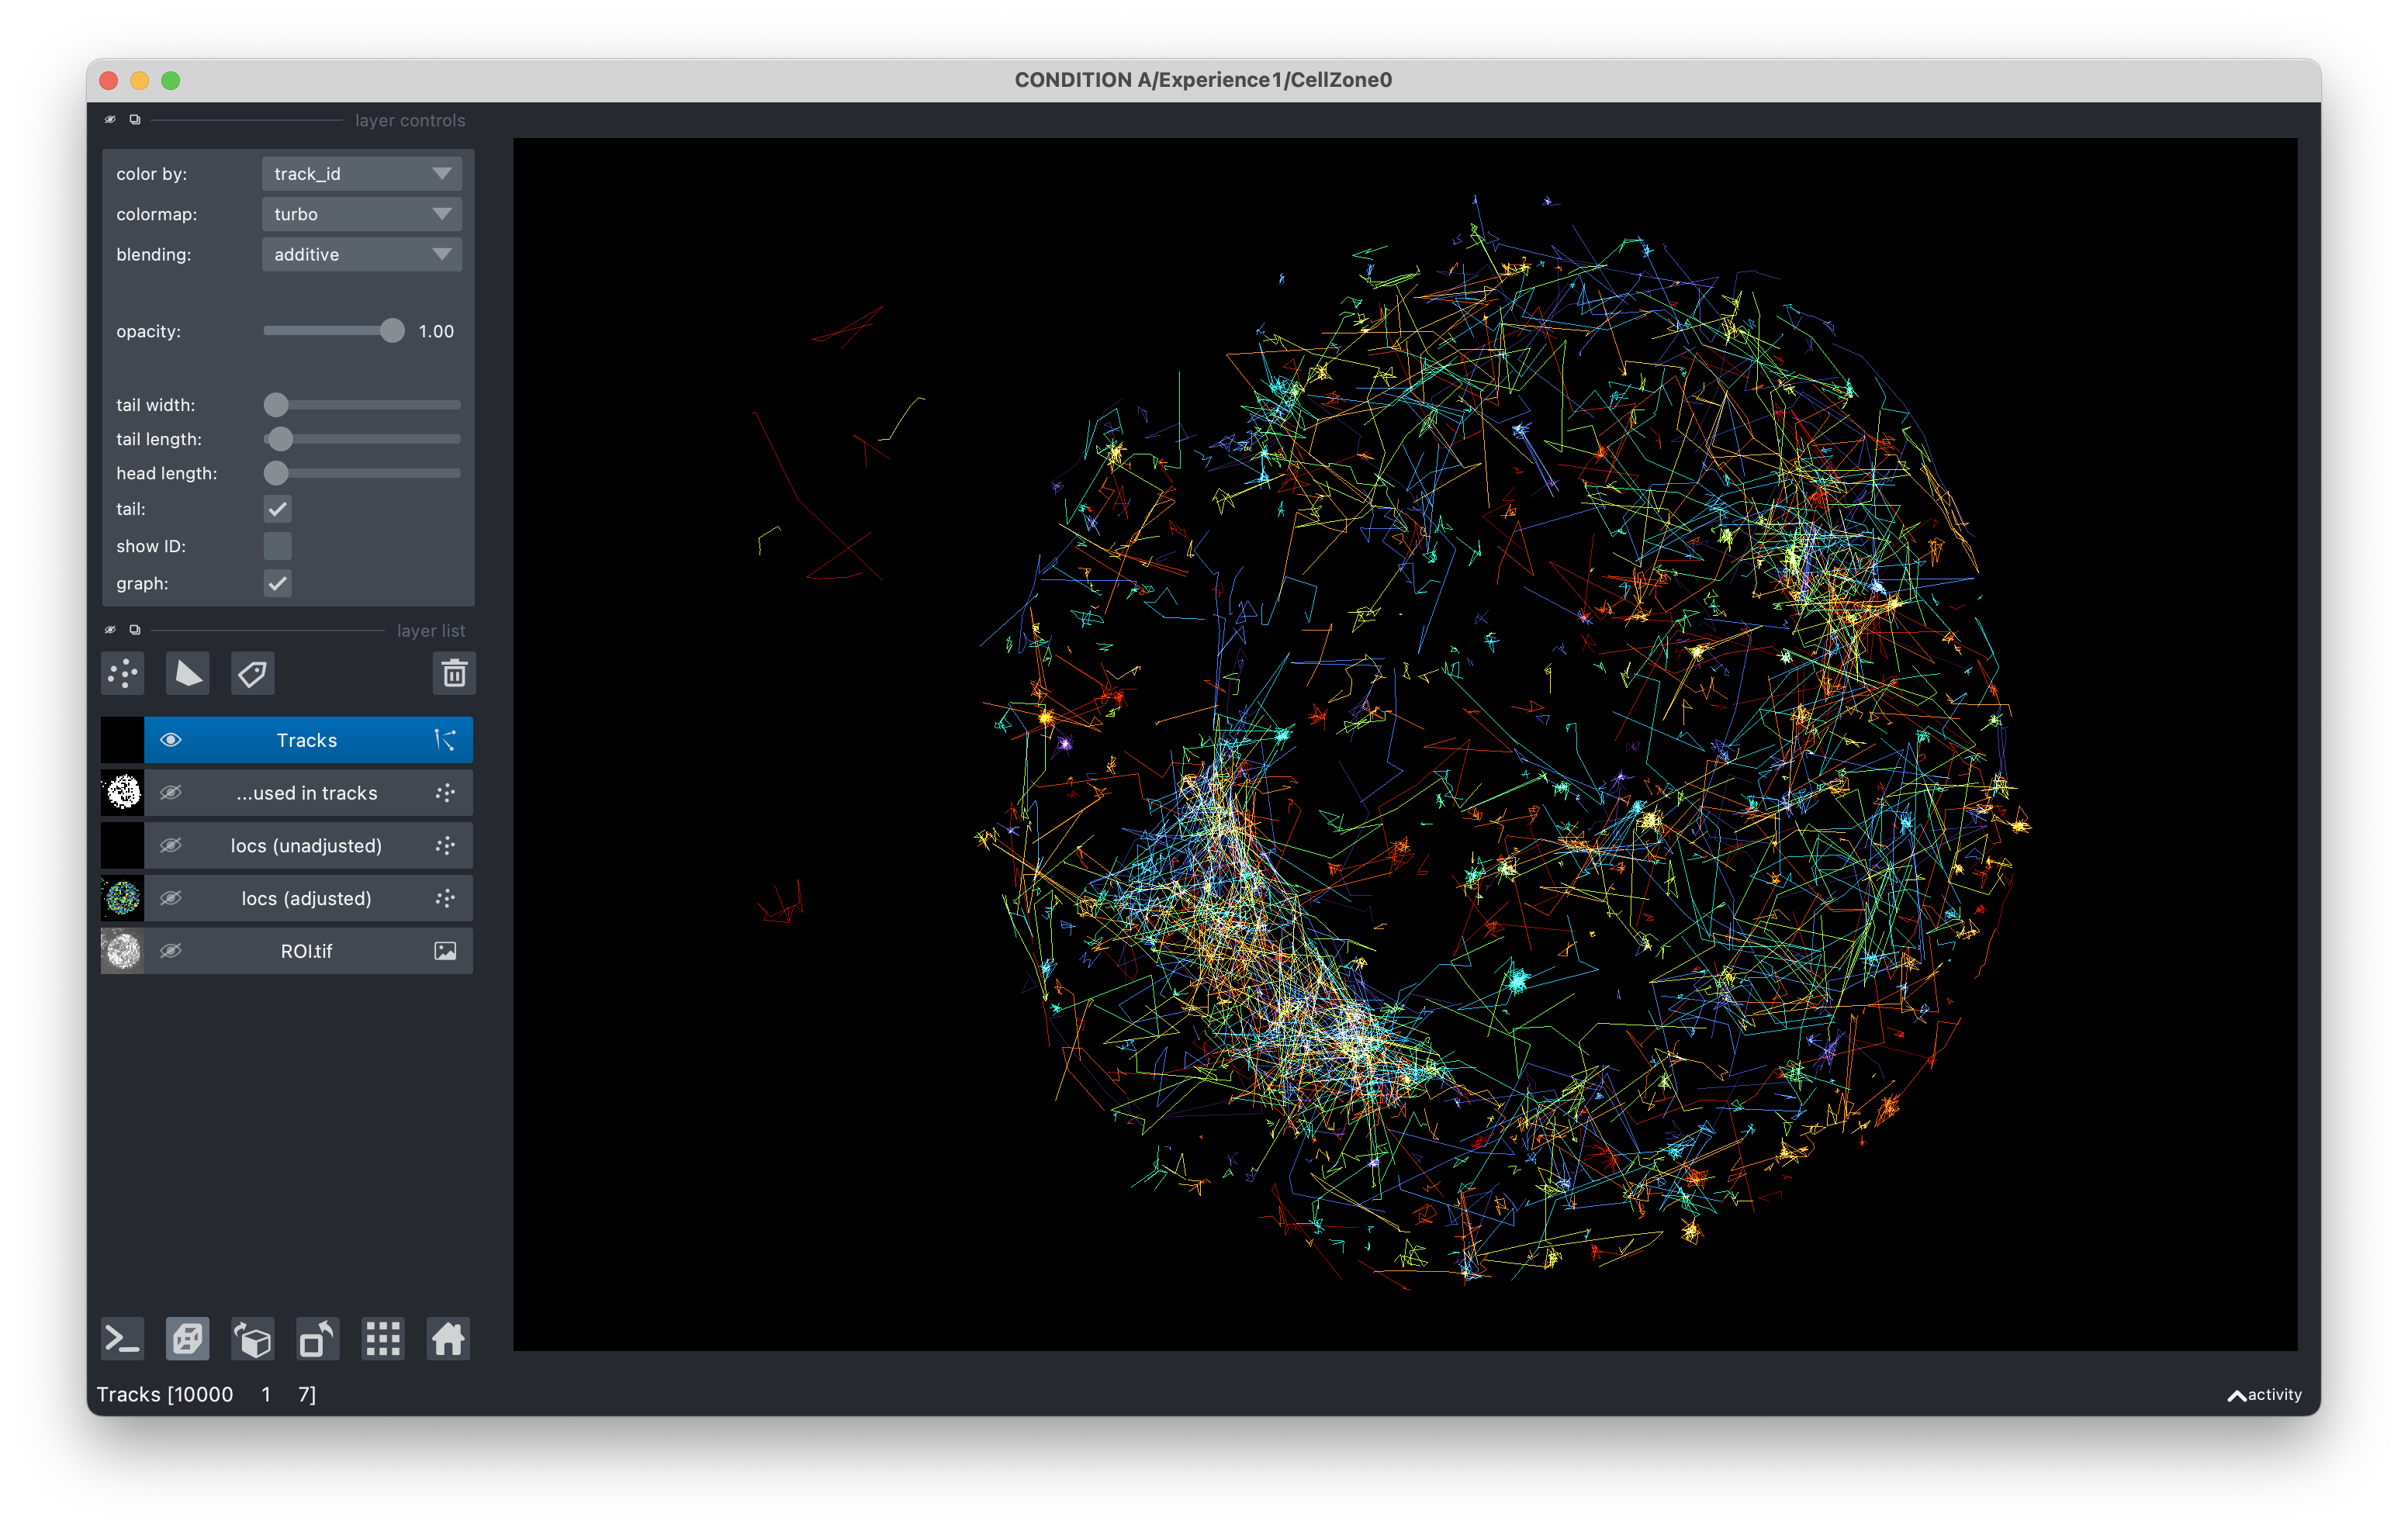 CONDITION A/Experience1/CellZone0
layer controls
color by: track_id
colormap: turbo
blending: additive
opacity: 1.00
tail width:
tail length:
head length:
tail:
show ID:
graph:
layer list
Tracks
...used in tracks
locs (unadjusted)
locs (adjusted)
ROI.tif
Tracks [10000 1 7]
activity